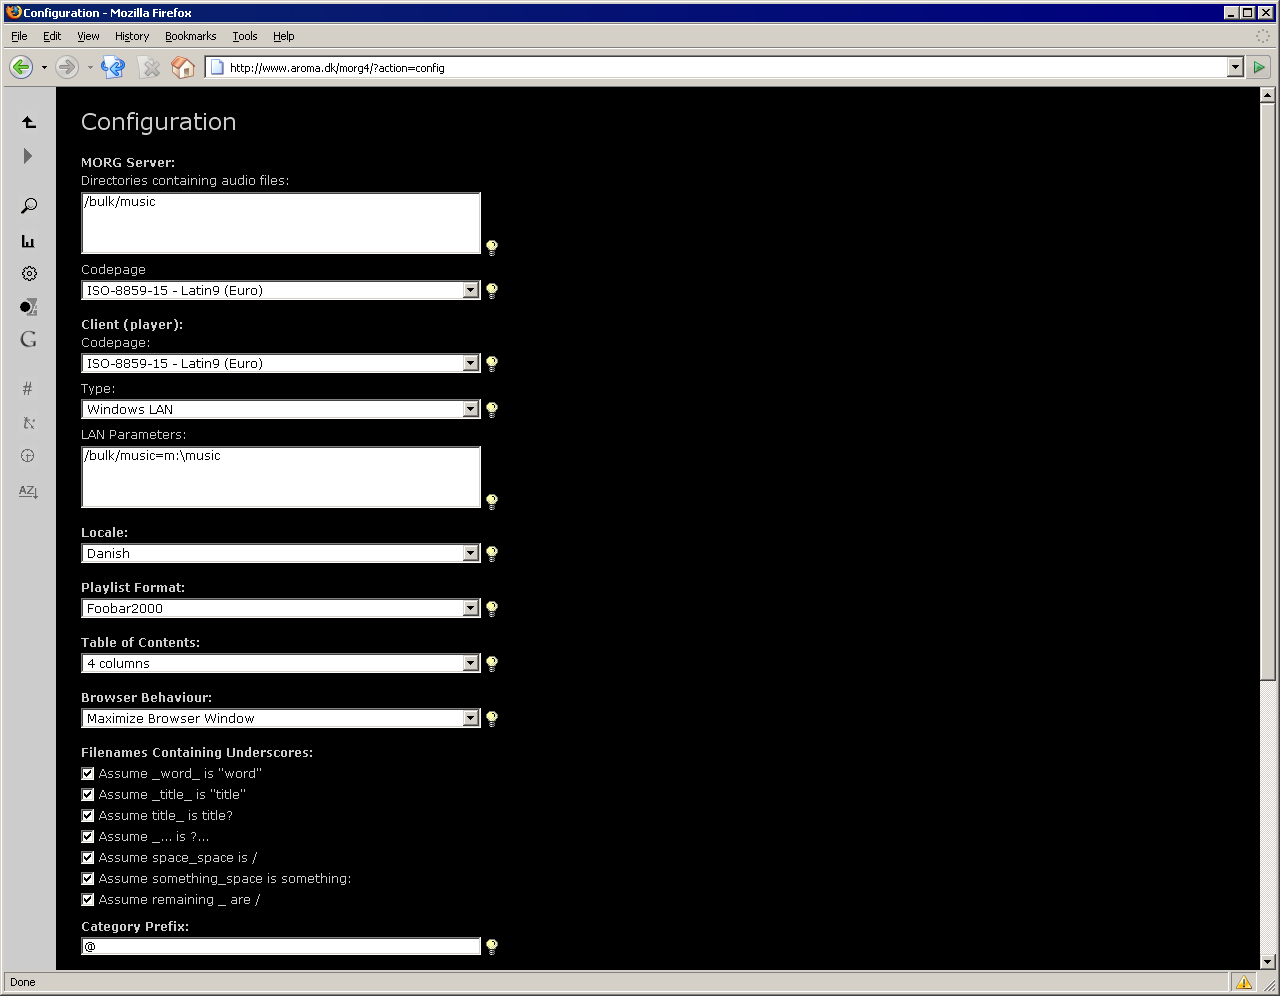 Configuration - Mozilla Firefox
File Edit View History Bookmarks Tools Help
http://www.aroma.dk/morg4/?action=config
Configuration
MORG Server:
Directories containing audio files:
/bulk/music
Codepage
ISO-8859-15 - Latin9 (Euro)
Client (player):
Codepage:
ISO-8859-15 - Latin9 (Euro)
Type:
Windows LAN
LAN Parameters:
/bulk/music=m:\music
Locale:
Danish
Playlist Format:
Foobar2000
Table of Contents:
4 columns
Browser Behaviour:
Maximize Browser Window
Filenames Containing Underscores:
Assume _word_ is "word"
Assume _title_ is "title"
Assume title_ is title?
Assume _... is ?...
Assume space_space is /
Assume something_space is something:
Assume remaining _ are /
Category Prefix:
@
G
#
AZ
Done